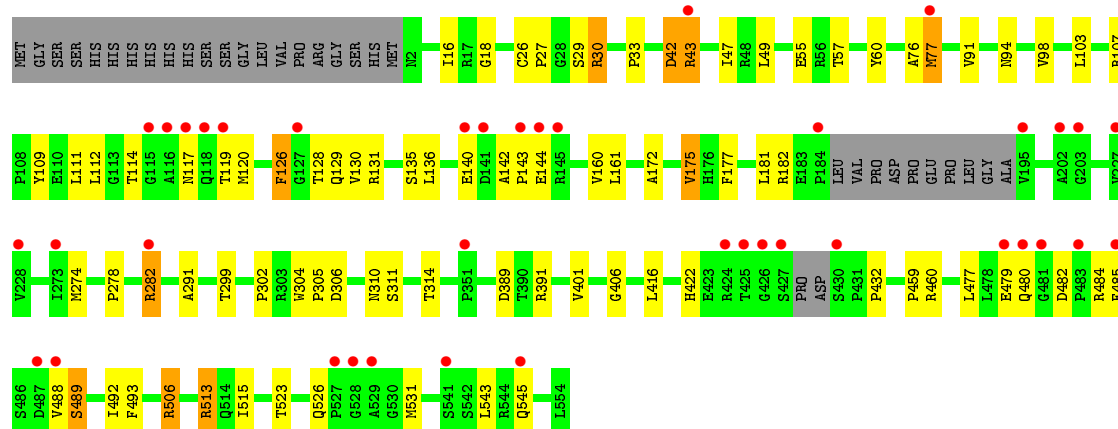 MET GLY SER SER HIS HIS HIS HIS HIS HIS SER SER GLY LEU VAL PRO ARG GLY SER HIS MET N2 I16 R17 G18 C26 P27 G28 S29 R30 P33 D42 R43 I47 R48 L49 E55 R56 T57 Y60 A76 M77 V91 N94 V98 L103 R107
P108 Y109 E110 L111 L112 G113 T114 G115 A116 N117 Q118 T119 M120 F126 G127 T128 Q129 V130 R131 S135 L136 E140 D141 A142 P143 E144 R145 V160 L161 A172 V175 H176 F177 L181 R182 E183 P184 LEU VAL PRO ASP PRO GLU PRO LEU GLY ALA V195 A202 G203 V227
V228 I273 M274 P278 R282 A291 T299 P302 R303 W304 P305 D306 N310 S311 T314 P351 D389 T390 R391 V401 G406 L416 H422 E423 R424 T425 G426 S427 PRO ASP S430 P431 P432 P459 R460 L477 L478 E479 Q480 G481 D482 P483 R484
S486 D487 V488 S489 I492 F493 R506 R513 Q514 I515 T523 Q526 P527 G528 A529 G530 M531 S541 S542 L543 R544 Q545 L554